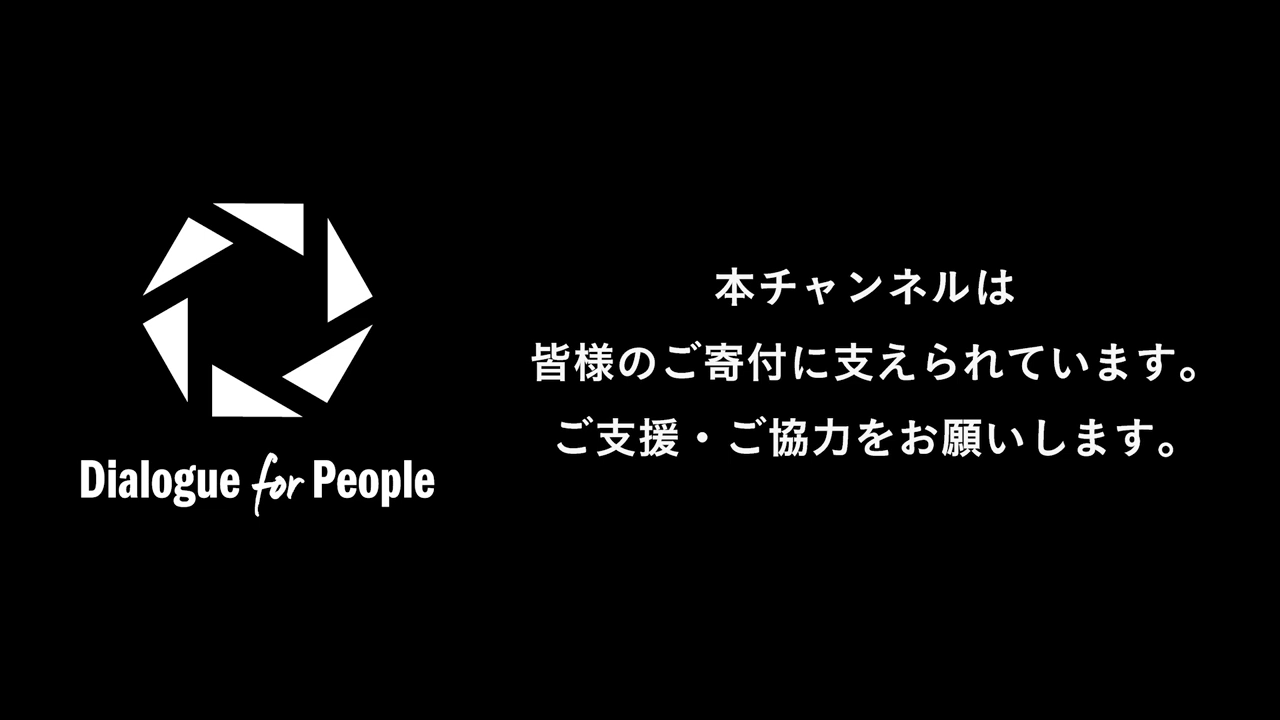 Dialogue for People
本チャンネルは
皆様のご寄付に支えられています。
ご支援・ご協力をお願いします。